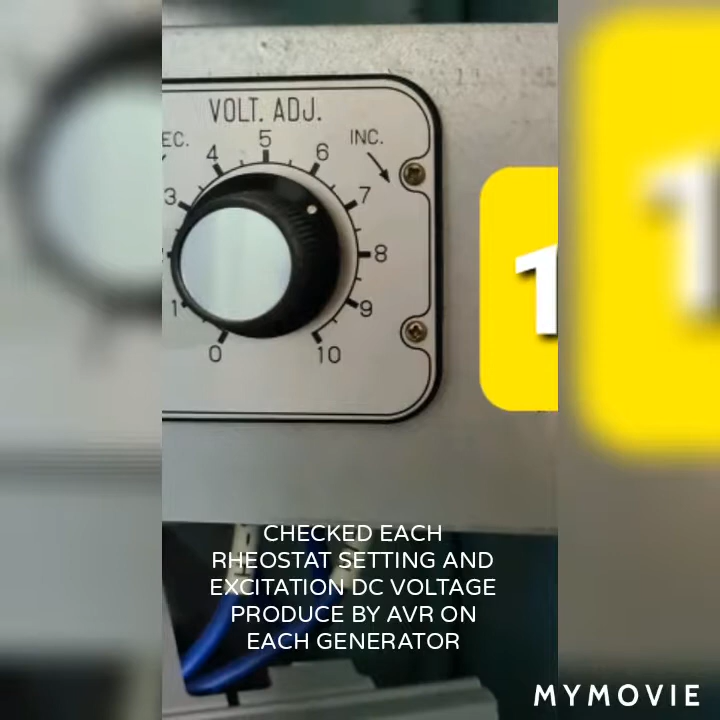 VOLT. ADJ.
EC.
INC.
4
5
6
3
7
8
1
9
0
10
1
CHECKED EACH
RHEOSTAT SETTING AND
EXCITATION DC VOLTAGE
PRODUCE BY AVR ON
EACH GENERATOR
MYMOVIE